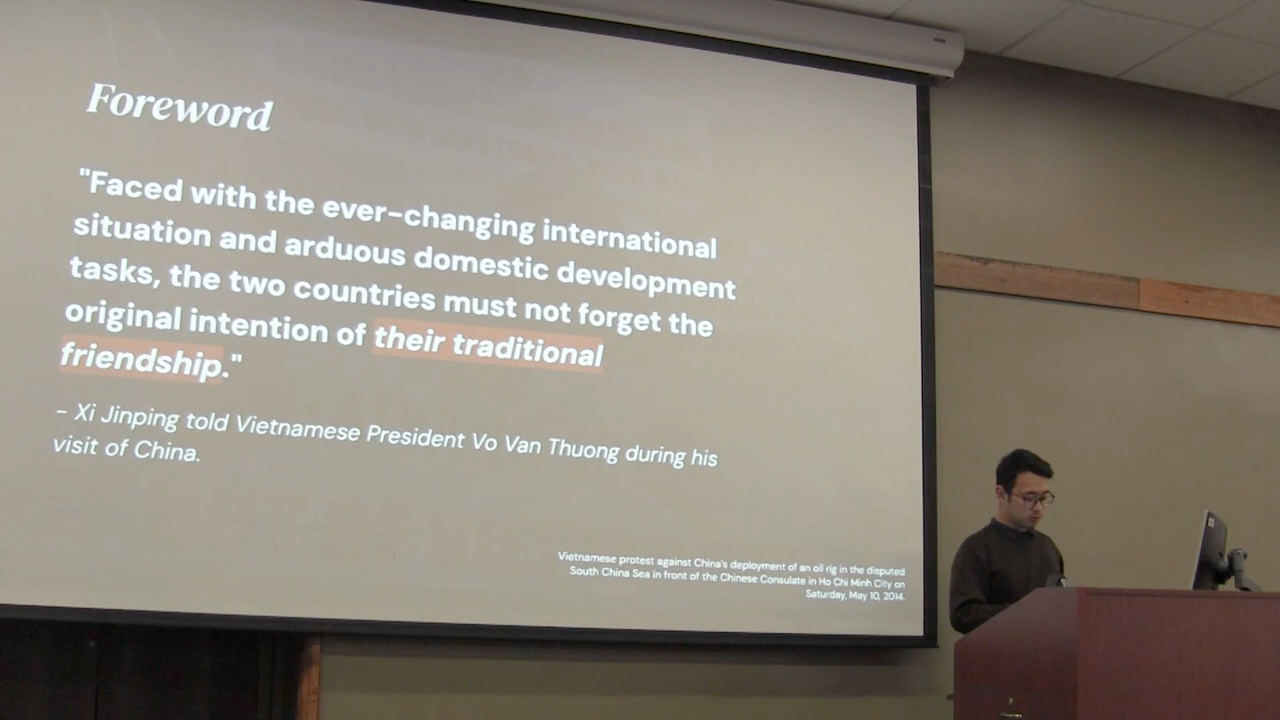 Foreword
"Faced with the ever-changing international
situation and arduous domestic development
tasks, the two countries must not forget the
original intention of their traditional
friendship."
- Xi Jinping told Vietnamese President Vo Van Thuong during his
visit of China.
Vietnamese protest against China's deployment of an oil rig in the disputed
South China Sea in front of the Chinese Consulate in Ho Chi Minh City on
Saturday, May 10, 2014.